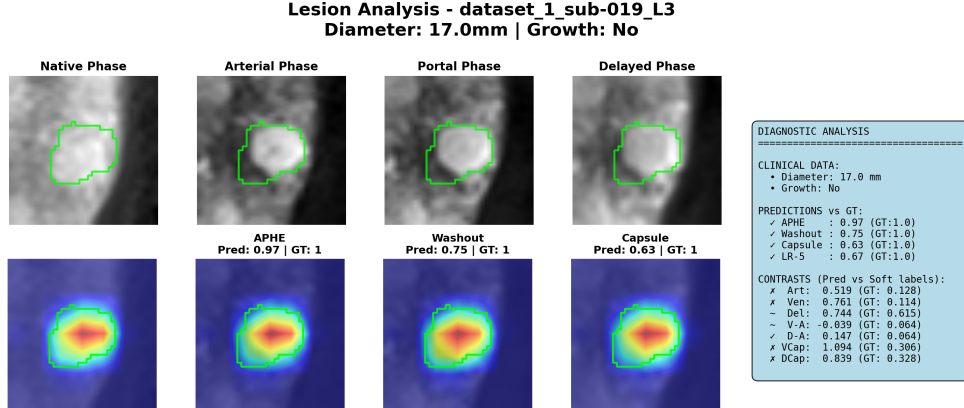 Lesion Analysis - dataset_1_sub-019_L3
Diameter: 17.0mm | Growth: No
Native Phase
Arterial Phase
Portal Phase
Delayed Phase
APHE
Pred: 0.97 | GT: 1
Washout
Pred: 0.75 | GT: 1
Capsule
Pred: 0.63 | GT: 1
DIAGNOSTIC ANALYSIS
===================================
CLINICAL DATA:
• Diameter: 17.0 mm
• Growth: No
PREDICTIONS vs GT:
✓ APHE    : 0.97 (GT:1.0)
✓ Washout : 0.75 (GT:1.0)
✓ Capsule : 0.63 (GT:1.0)
✓ LR-5    : 0.67 (GT:1.0)
CONTRASTS (Pred vs Soft labels):
✗  Art:  0.519 (GT: 0.128)
✗  Ven:  0.761 (GT: 0.114)
~  Del:  0.744 (GT: 0.615)
~  V-A: -0.039 (GT: 0.064)
✓  D-A:  0.147 (GT: 0.064)
✗ VCap:  1.094 (GT: 0.306)
✗ DCap:  0.839 (GT: 0.328)